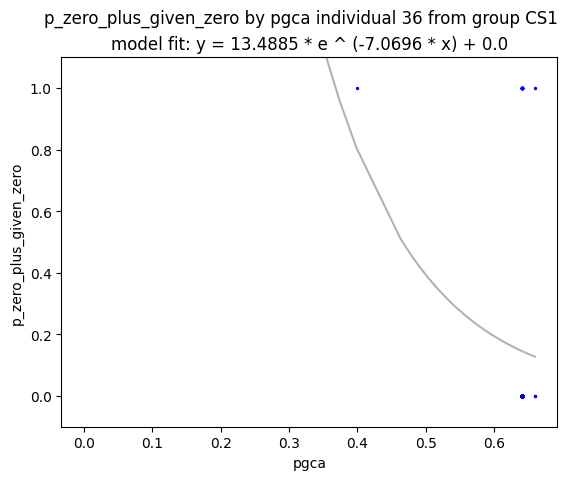 p_zero_plus_given_zero by pgca individual 36 from group CS1
model fit: y = 13.4885 * e ^ (-7.0696 * x) + 0.0
1.0
0.8
0.6
0.4
0.2
0.0
p_zero_plus_given_zero
0.0 0.1 0.2 0.3 0.4 0.5 0.6
pgca